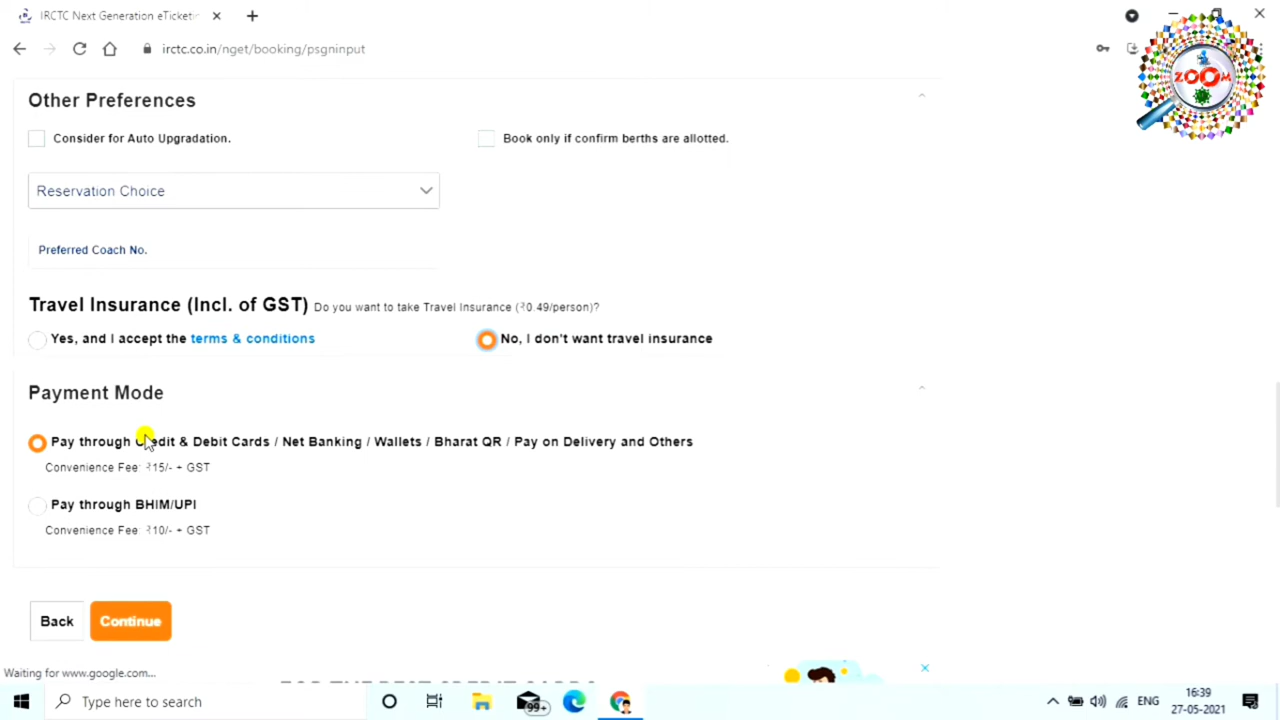 IRCTC Next Generation eTicket
irctc.co.in/nget/booking/psgninput
ZOOM
Other Preferences
Consider for Auto Upgradation.
Book only if confirm berths are allotted.
Reservation Choice
Preferred Coach No.
Travel Insurance (Incl. of GST) Do you want to take Travel Insurance (₹0.49/person)?
Yes, and I accept the terms & conditions
No, I don't want travel insurance
Payment Mode
Pay through Credit & Debit Cards / Net Banking / Wallets / Bharat QR / Pay on Delivery and Others
Convenience Fee: ₹15/- + GST
Pay through BHIM/UPI
Convenience Fee: ₹10/- + GST
Back
Continue
Waiting for www.google.com...
Type here to search
99+
ENG
16:39
27-05-2021